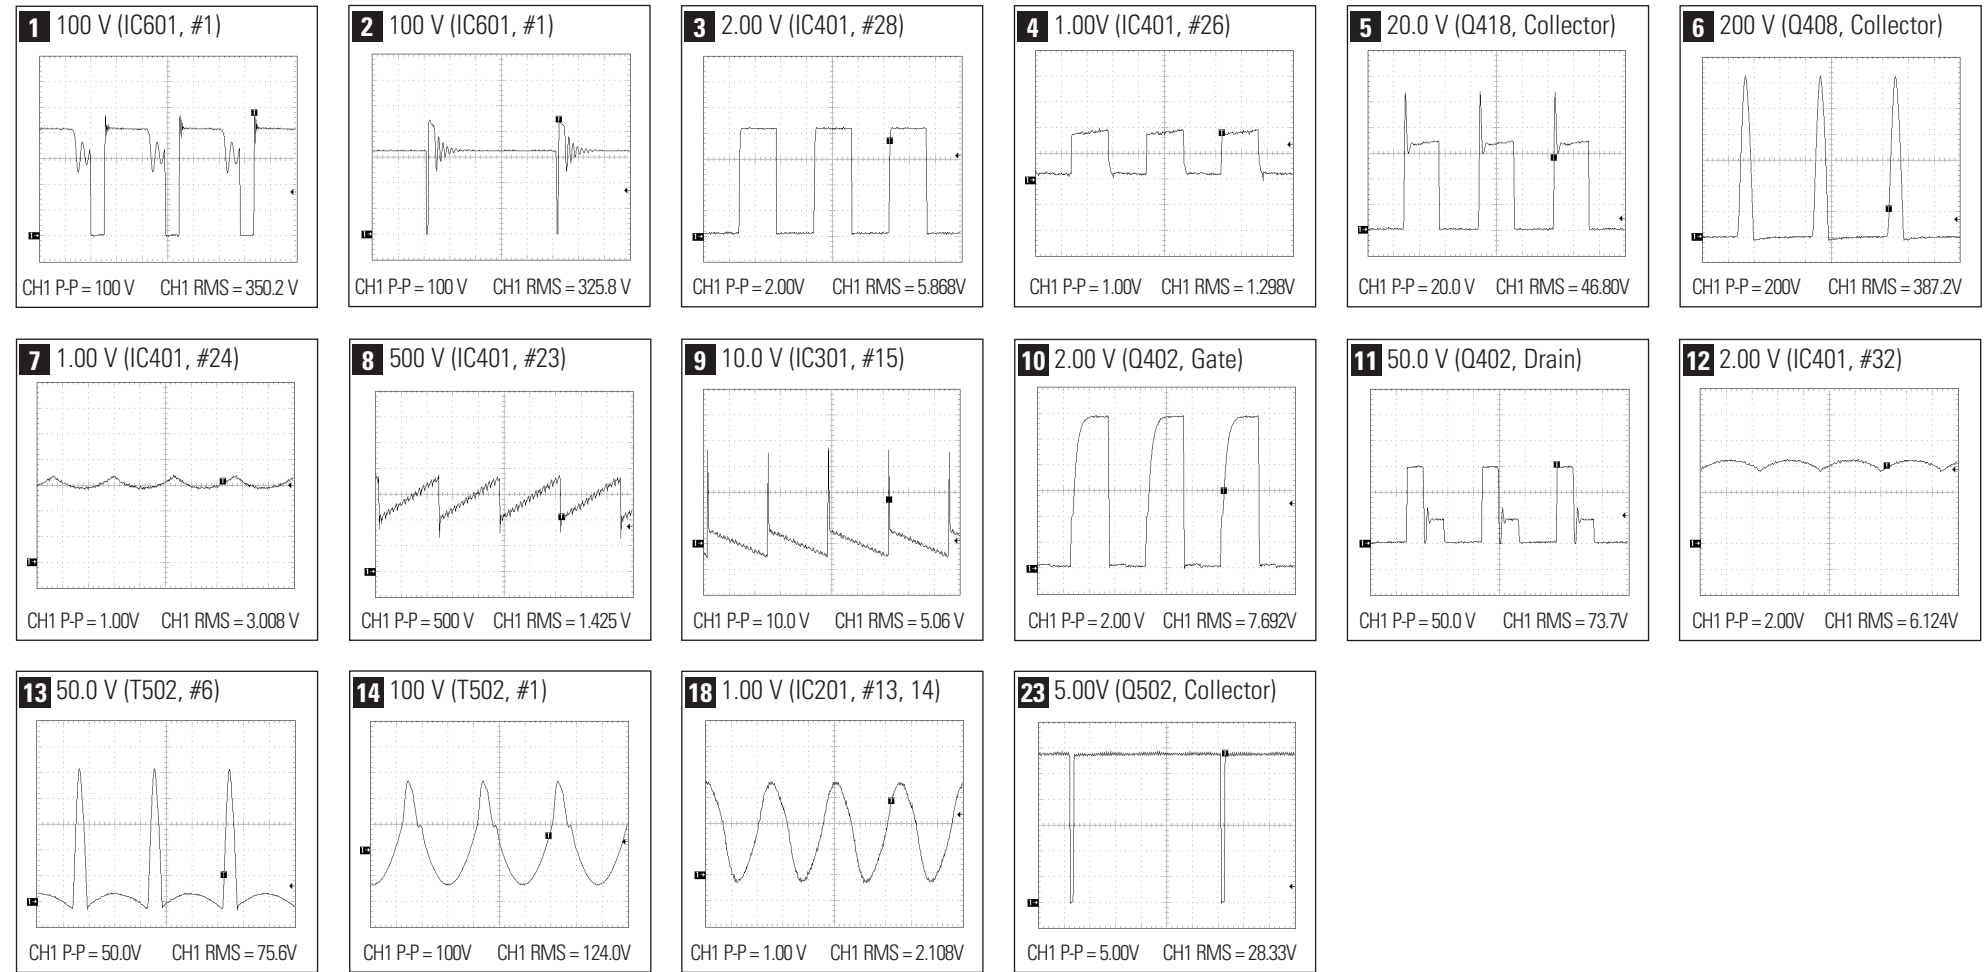 1 100 V (IC601, #1)
CH1 P-P = 100 V CH1 RMS = 350.2 V
2 100 V (IC601, #1)
CH1 P-P = 100 V CH1 RMS = 325.8 V
3 2.00 V (IC401, #28)
CH1 P-P = 2.00V CH1 RMS = 5.868V
4 1.00V (IC401, #26)
CH1 P-P = 1.00V CH1 RMS = 1.298V
5 20.0 V (Q418, Collector)
CH1 P-P = 20.0 V CH1 RMS = 46.80V
6 200 V (Q408, Collector)
CH1 P-P = 200V CH1 RMS = 387.2V
7 1.00 V (IC401, #24)
CH1 P-P = 1.00V CH1 RMS = 3.008 V
8 500 V (IC401, #23)
CH1 P-P = 500 V CH1 RMS = 1.425 V
9 10.0 V (IC301, #15)
CH1 P-P = 10.0 V CH1 RMS = 5.06 V
10 2.00 V (Q402, Gate)
CH1 P-P = 2.00 V CH1 RMS = 7.692V
11 50.0 V (Q402, Drain)
CH1 P-P = 50.0 V CH1 RMS = 73.7V
12 2.00 V (IC401, #32)
CH1 P-P = 2.00V CH1 RMS = 6.124V
13 50.0 V (T502, #6)
CH1 P-P = 50.0V CH1 RMS = 75.6V
14 100 V (T502, #1)
CH1 P-P = 100V CH1 RMS = 124.0V
18 1.00 V (IC201, #13, 14)
CH1 P-P = 1.00 V CH1 RMS = 2.108V
23 5.00V (Q502, Collector)
CH1 P-P = 5.00V CH1 RMS = 28.33V